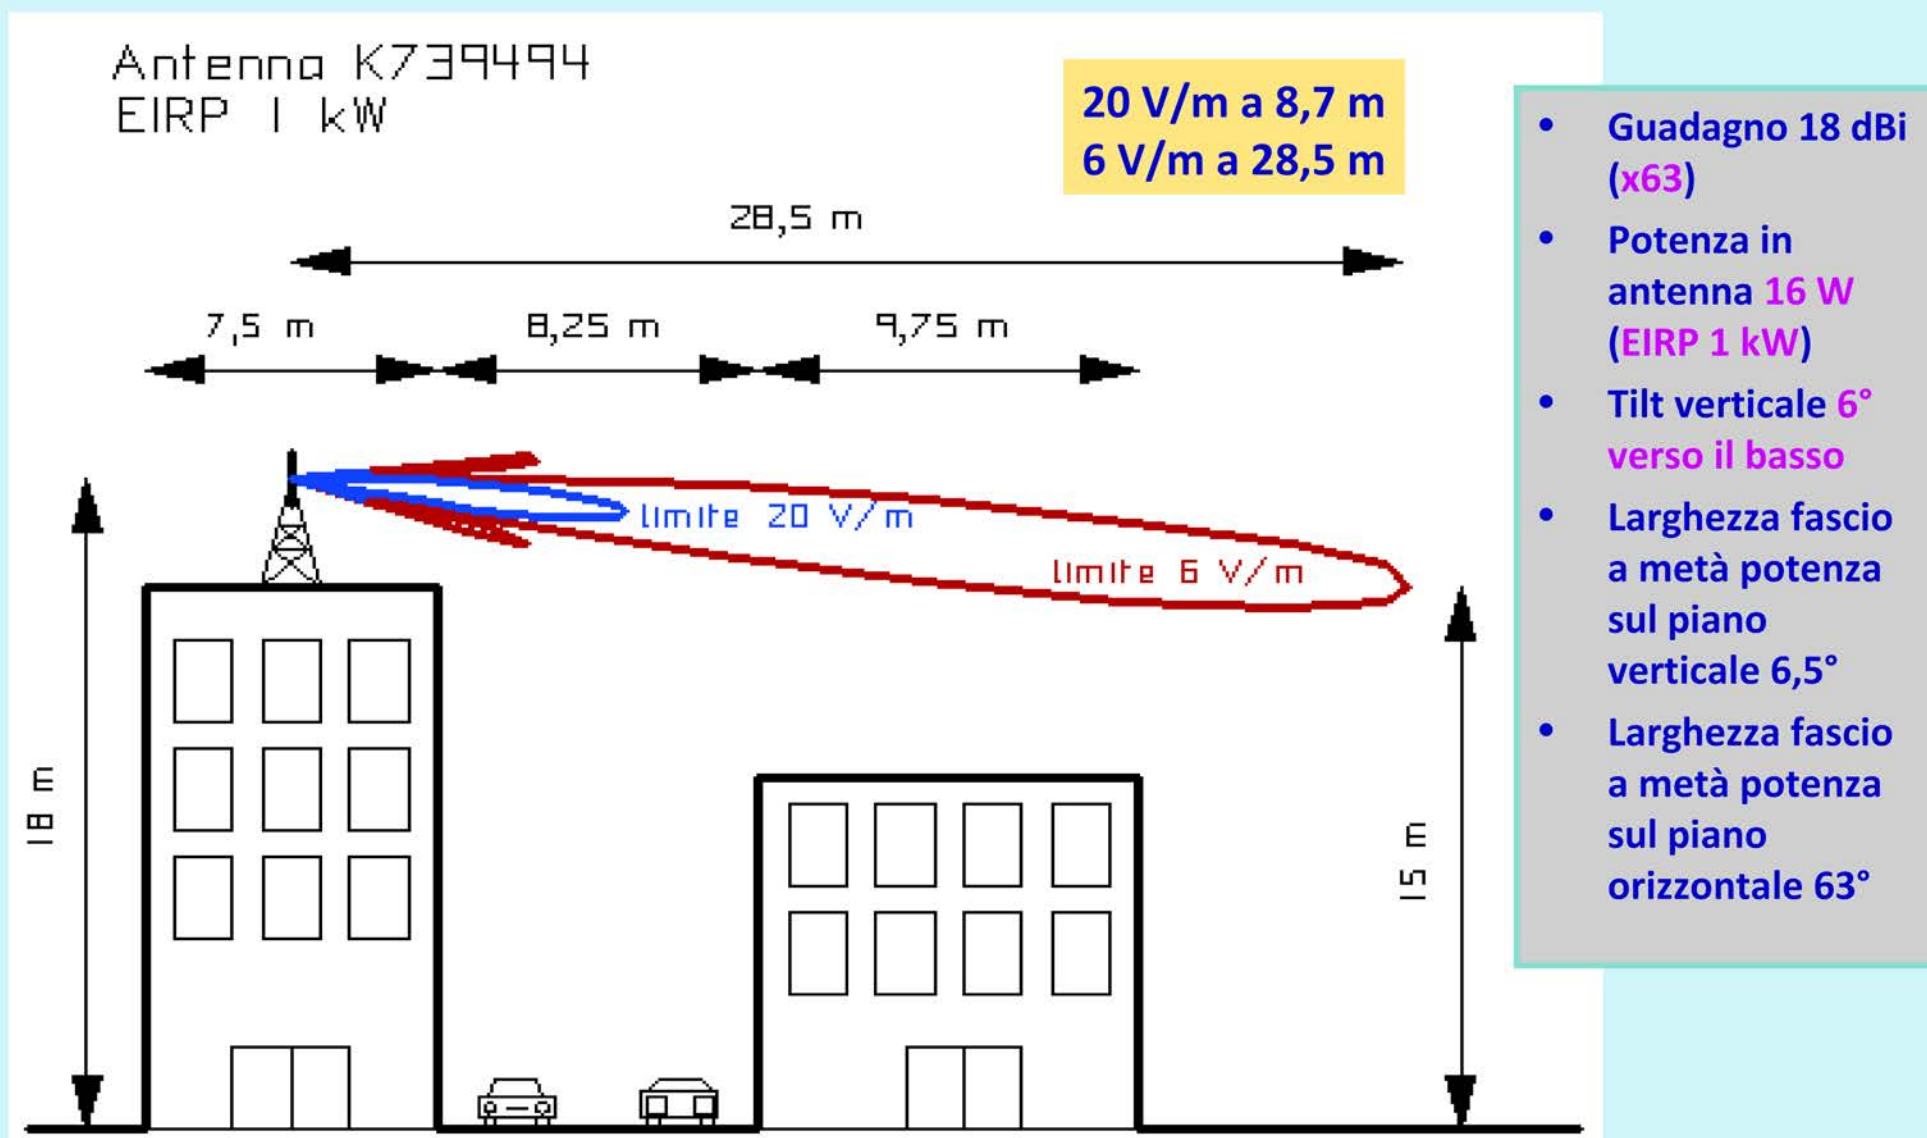 Antenna K739494
EIRP 1 kW
20 V/m a 8,7 m
6 V/m a 28,5 m
28,5 m
7,5 m
8,25 m
9,75 m
limite 20 V/m
limite 6 V/m
18 m
15 m
• Guadagno 18 dBi
(x63)
• Potenza in
antenna 16 W
(EIRP 1 kW)
• Tilt verticale 6°
verso il basso
• Larghezza fascio
a metà potenza
sul piano
verticale 6,5°
• Larghezza fascio
a metà potenza
sul piano
orizzontale 63°